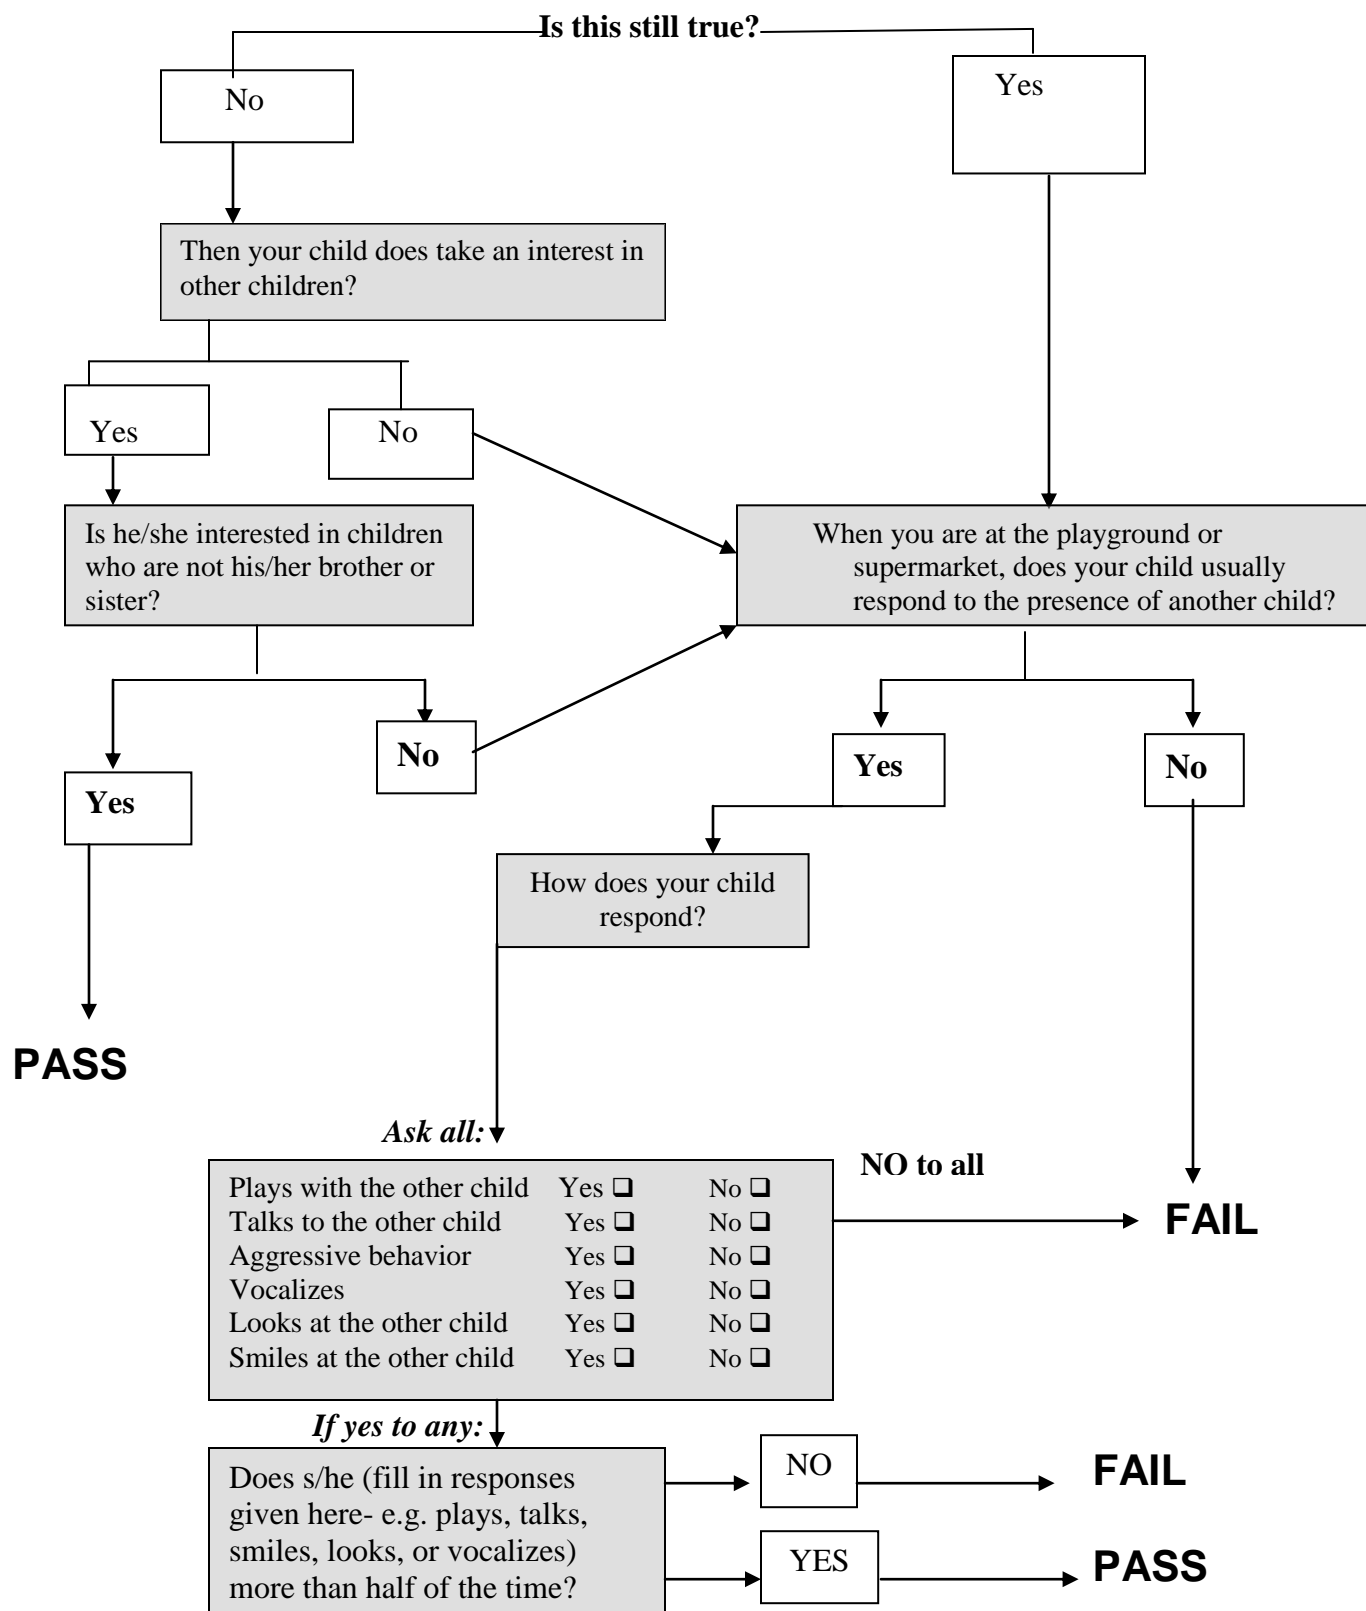 Is this still true?
No
Yes
Then your child does take an interest in
other children?
Yes
No
Is he/she interested in children
who are not his/her brother or
sister?
When you are at the playground or
supermarket, does your child usually
respond to the presence of another child?
No
Yes
Yes
No
How does your child
respond?
PASS
Ask all:
NO to all
Plays with the other child Yes ❑ No ❑
Talks to the other child Yes ❑ No ❑
Aggressive behavior Yes ❑ No ❑
Vocalizes Yes ❑ No ❑
Looks at the other child Yes ❑ No ❑
Smiles at the other child Yes ❑ No ❑
FAIL
If yes to any:
Does s/he (fill in responses
given here- e.g. plays, talks,
smiles, looks, or vocalizes)
more than half of the time?
NO
FAIL
YES
PASS